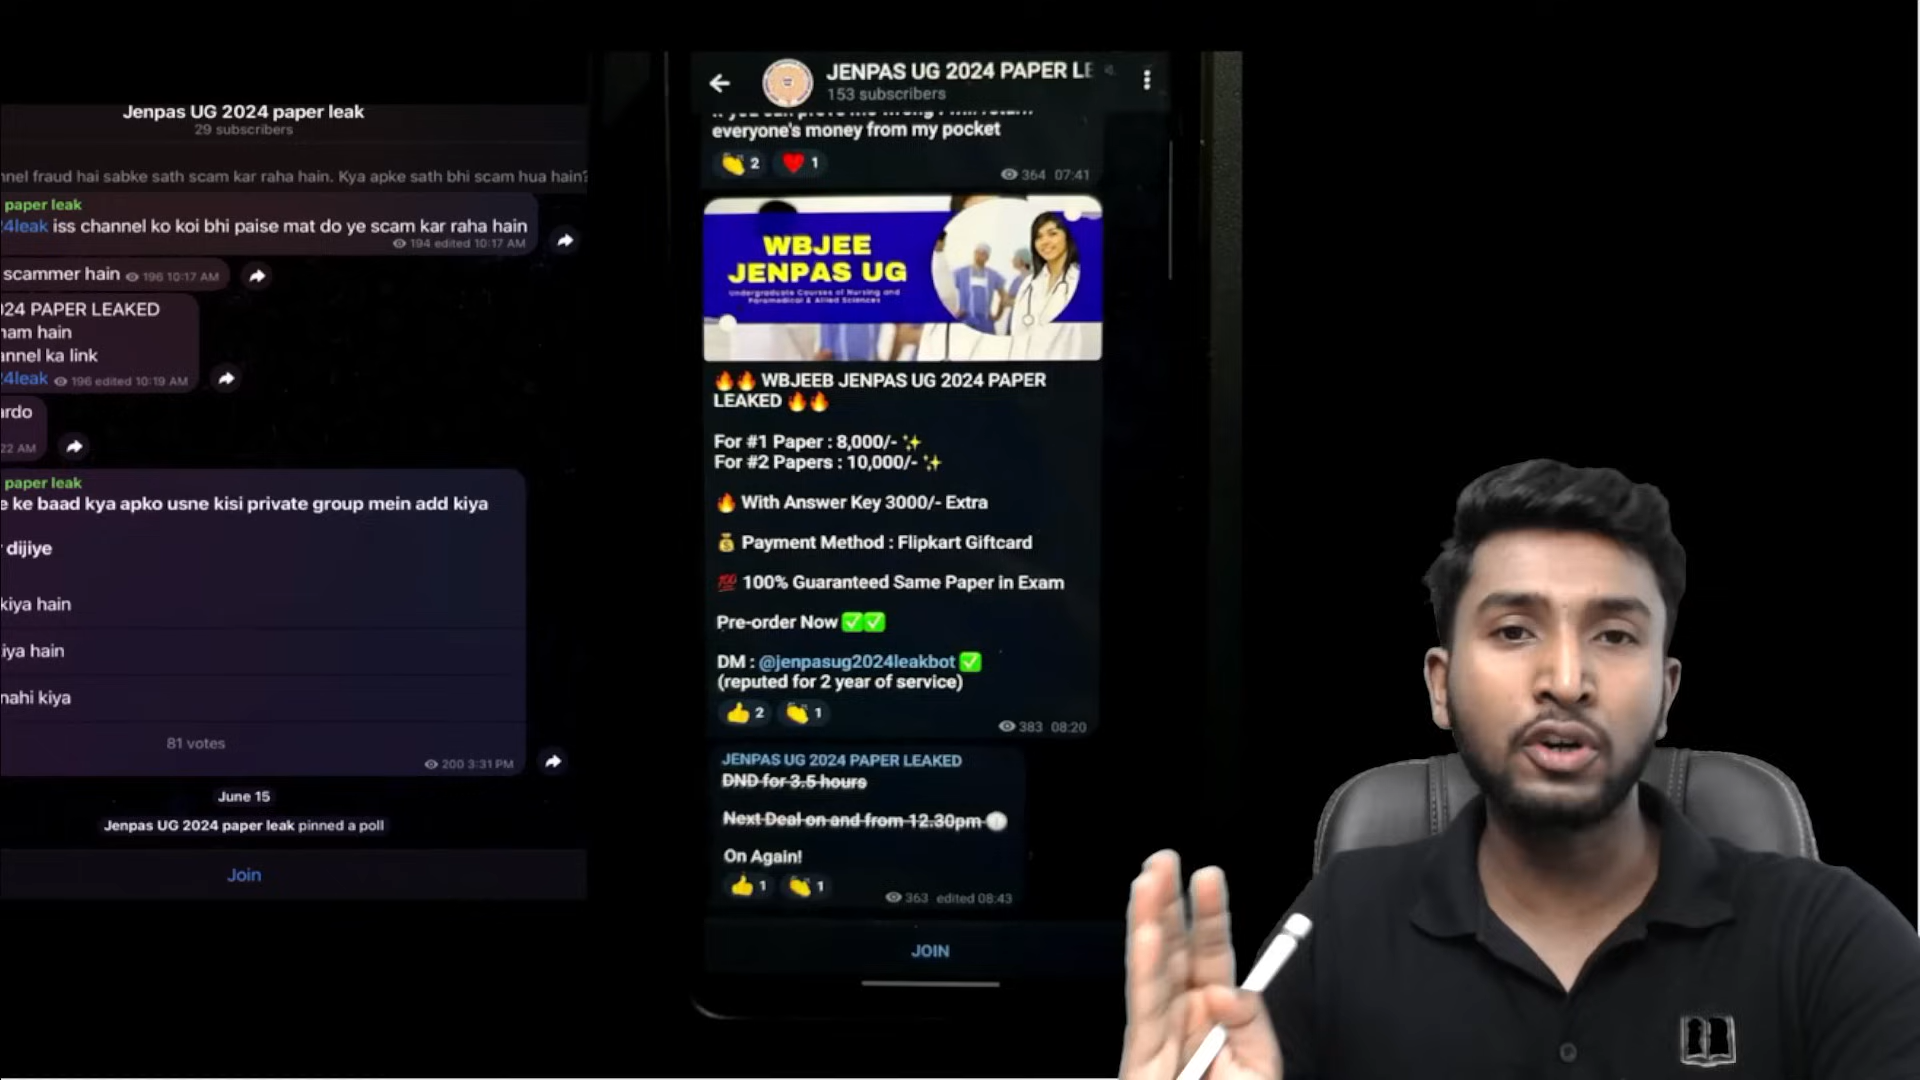 Jenpas UG 2024 paper leak
29 subscribers
fraud hai sabke sath scam kar raha hain. Kya apke sath bhi scam hua hain?
paper leak
4leak iss channel ko koi bhi paise mat do ye scam kar raha hain
194 edited 10:17 AM
scammer hain 196 10:17 AM
024 PAPER LEAKED
hain
ka link
4leak 196 edited 10:19 AM
22 AM
paper leak
ke baad kya apko usne kisi private group mein add kiya
dijiye
kiya hain
hain
nahi kiya
81 votes
200 3:31 PM
June 15
Jenpas UG 2024 paper leak pinned a poll
Join
JENPAS UG 2024 PAPER LE
153 subscribers
everyone's money from my pocket
2 1
364 07:41
WBJEE
JENPAS UG
Undergraduate Courses of Nursing and
Paramedical & Allied Sciences
🔥🔥 WBJEEB JENPAS UG 2024 PAPER
LEAKED 🔥🔥
For #1 Paper : 8,000/- ✨
For #2 Papers : 10,000/- ✨
🔥 With Answer Key 3000/- Extra
💰 Payment Method : Flipkart Giftcard
💯 100% Guaranteed Same Paper in Exam
Pre-order Now ✅✅
DM : @jenpasug2024leakbot ✅
(reputed for 2 year of service)
👍 2 👏 1
383 08:20
JENPAS UG 2024 PAPER LEAKED
DND for 3.5 hours
Next Deal on and from 12.30pm
On Again!
👍 1 👏 1
363 edited 08:43
JOIN